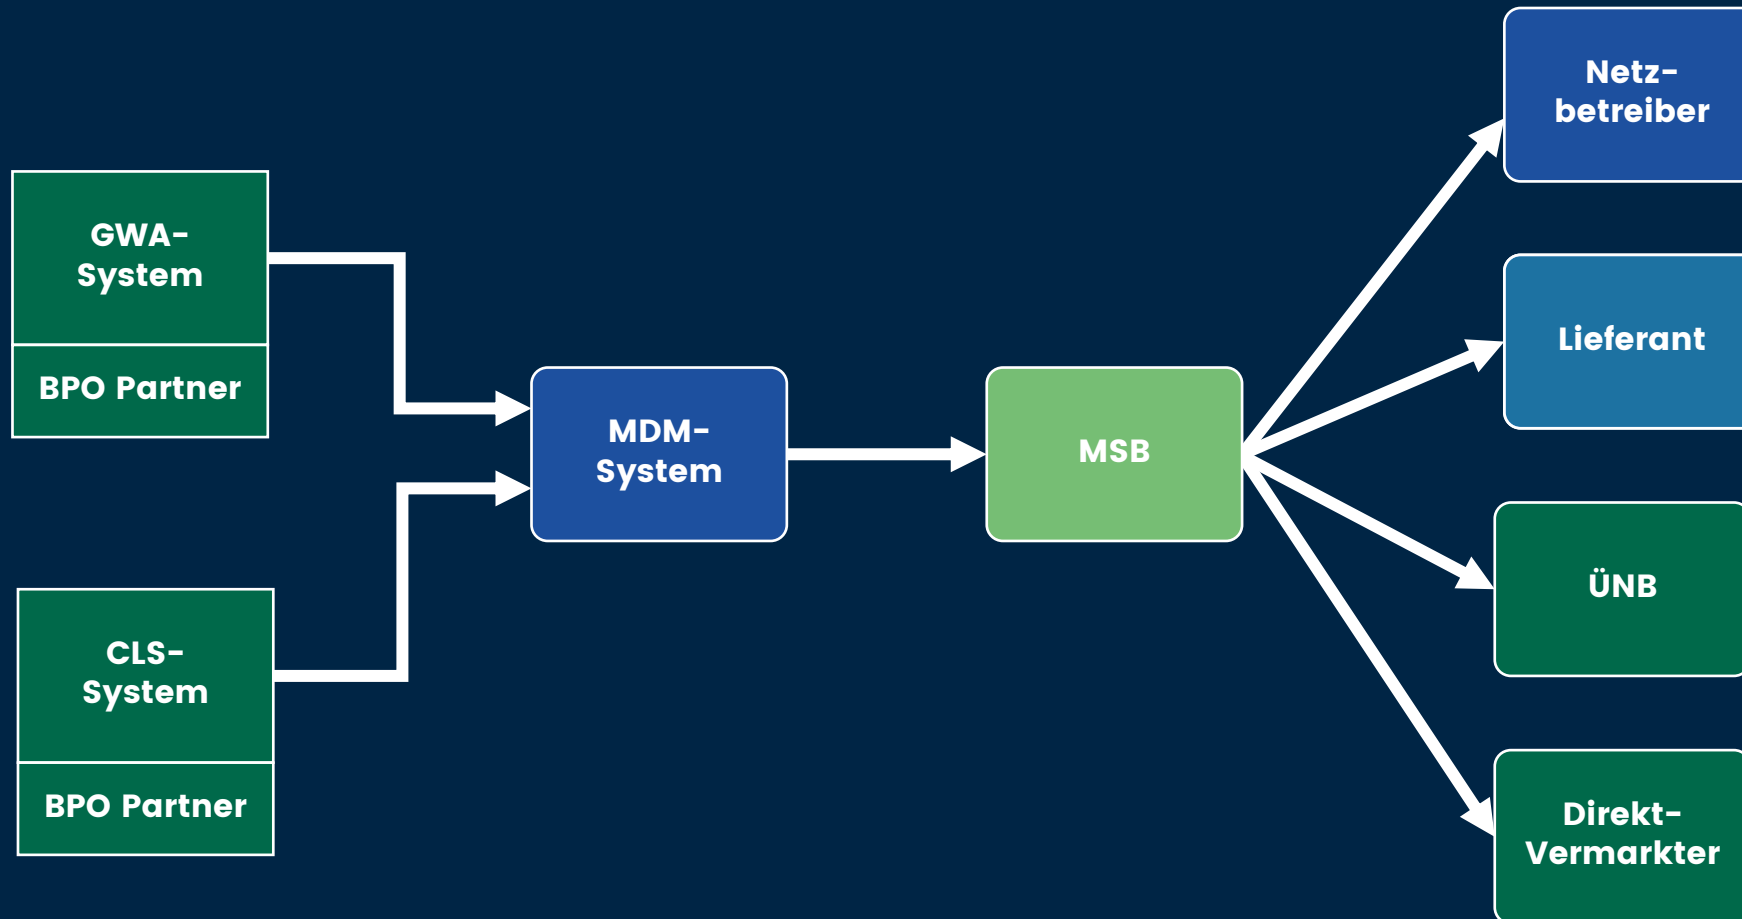 GWA-
System
BPO Partner
CLS-
System
BPO Partner
MDM-
System
MSB
Netz-
betreiber
Lieferant
ÜNB
Direkt-
Vermarkter